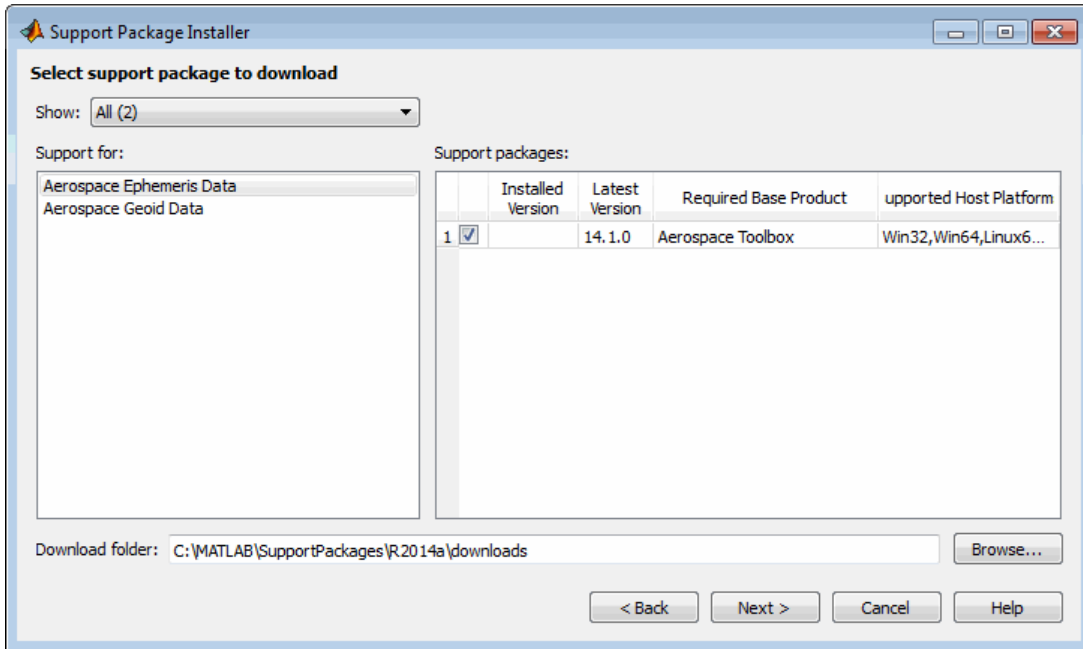 Support Package Installer
Select support package to download
Show: All (2)
Support for:
Aerospace Ephemeris Data
Aerospace Geoid Data
Support packages:
Installed Version Latest Version Required Base Product upported Host Platform
1 14.1.0 Aerospace Toolbox Win32,Win64,Linux6...
Download folder: C:\MATLAB\SupportPackages\R2014a\downloads Browse...
< Back Next > Cancel Help